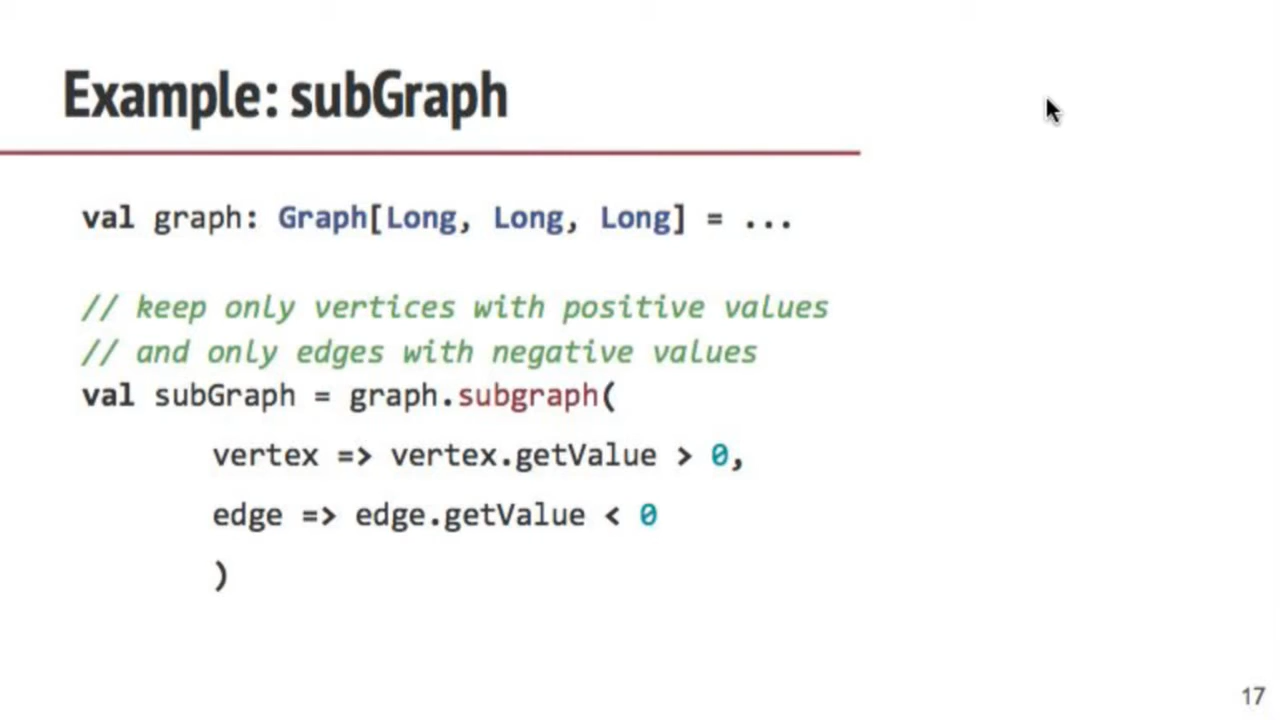 Example: subGraph
val graph: Graph[Long, Long, Long] = ...
// keep only vertices with positive values
// and only edges with negative values
val subGraph = graph.subgraph(
vertex => vertex.getValue > 0,
edge => edge.getValue < 0
)
17